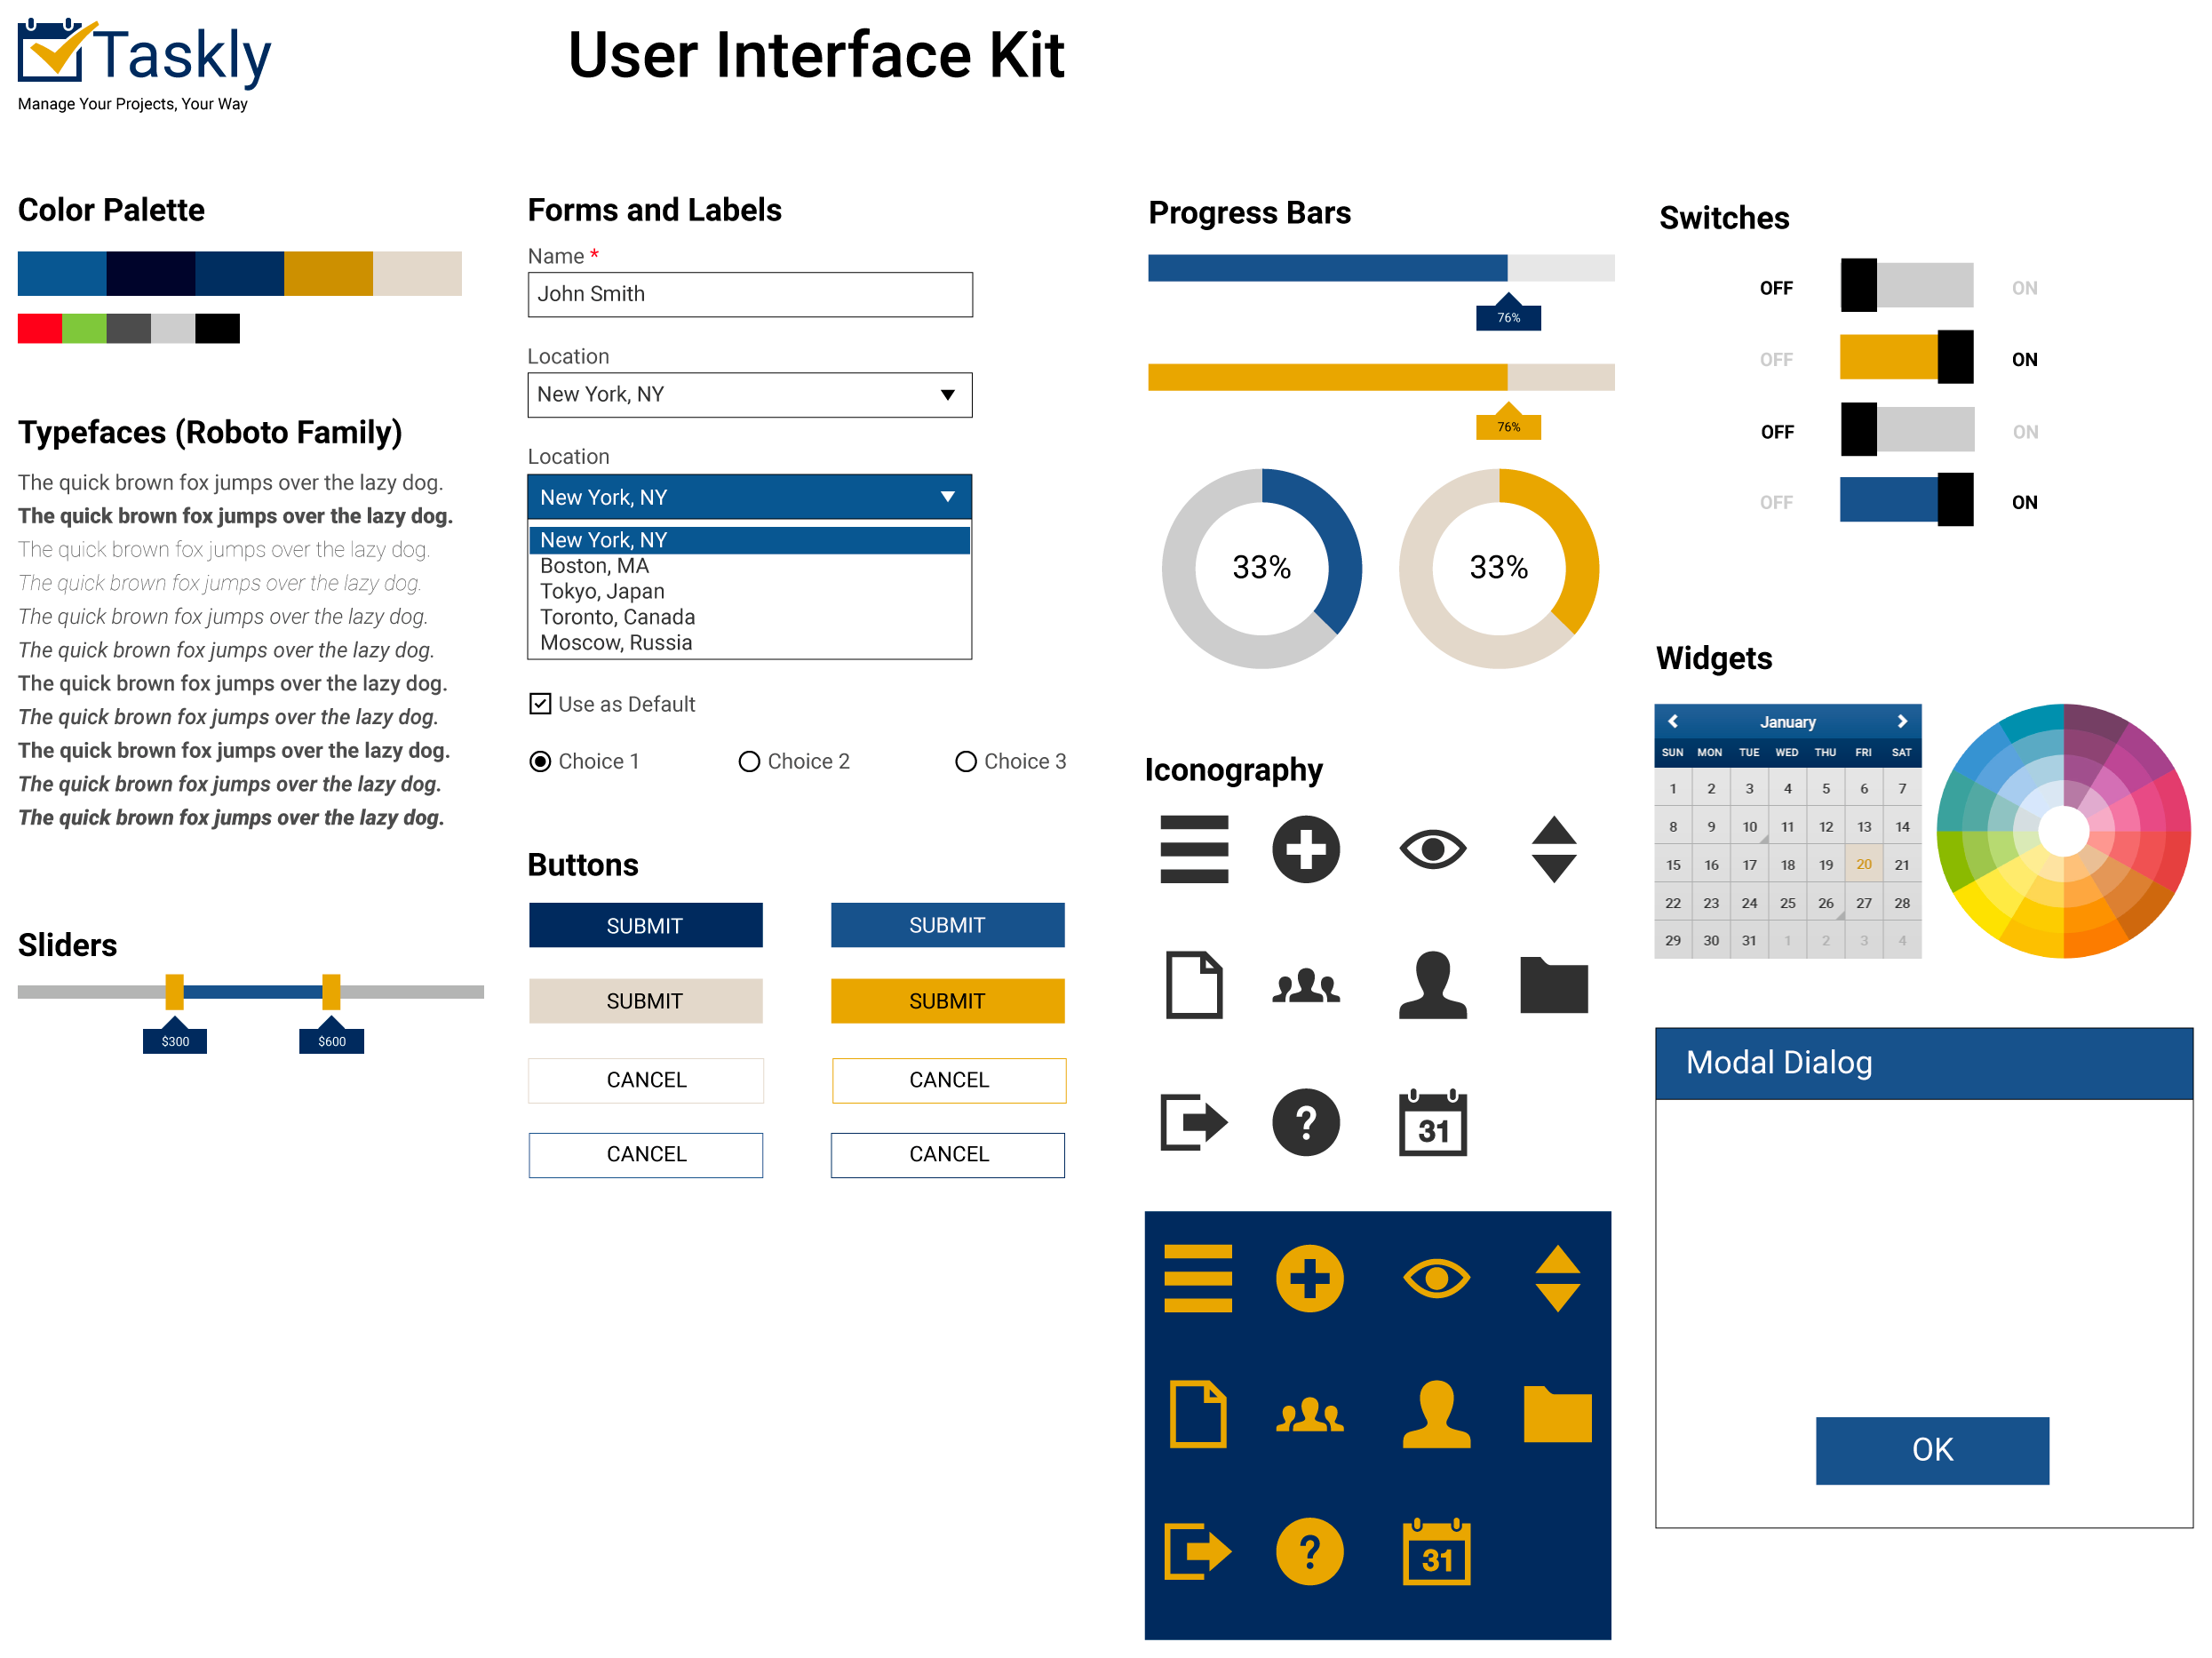 Taskly
Manage Your Projects, Your Way
User Interface Kit
Color Palette
Typefaces (Roboto Family)
The quick brown fox jumps over the lazy dog.
The quick brown fox jumps over the lazy dog.
The quick brown fox jumps over the lazy dog.
The quick brown fox jumps over the lazy dog.
The quick brown fox jumps over the lazy dog.
The quick brown fox jumps over the lazy dog.
The quick brown fox jumps over the lazy dog.
The quick brown fox jumps over the lazy dog.
The quick brown fox jumps over the lazy dog.
The quick brown fox jumps over the lazy dog.
The quick brown fox jumps over the lazy dog.
Sliders
$300 $600
Forms and Labels
Name *
John Smith
Location
New York, NY
Location
New York, NY
New York, NY
Boston, MA
Tokyo, Japan
Toronto, Canada
Moscow, Russia
Use as Default
Choice 1 Choice 2 Choice 3
Buttons
SUBMIT SUBMIT
SUBMIT SUBMIT
CANCEL CANCEL
CANCEL CANCEL
Progress Bars
76%
76%
33% 33%
Iconography
?
31
?
31
Switches
OFF ON
OFF ON
OFF ON
OFF ON
Widgets
January
SUN MON TUE WED THU FRI SAT
1 2 3 4 5 6 7
8 9 10 11 12 13 14
15 16 17 18 19 20 21
22 23 24 25 26 27 28
29 30 31 1 2 3 4
Modal Dialog
OK